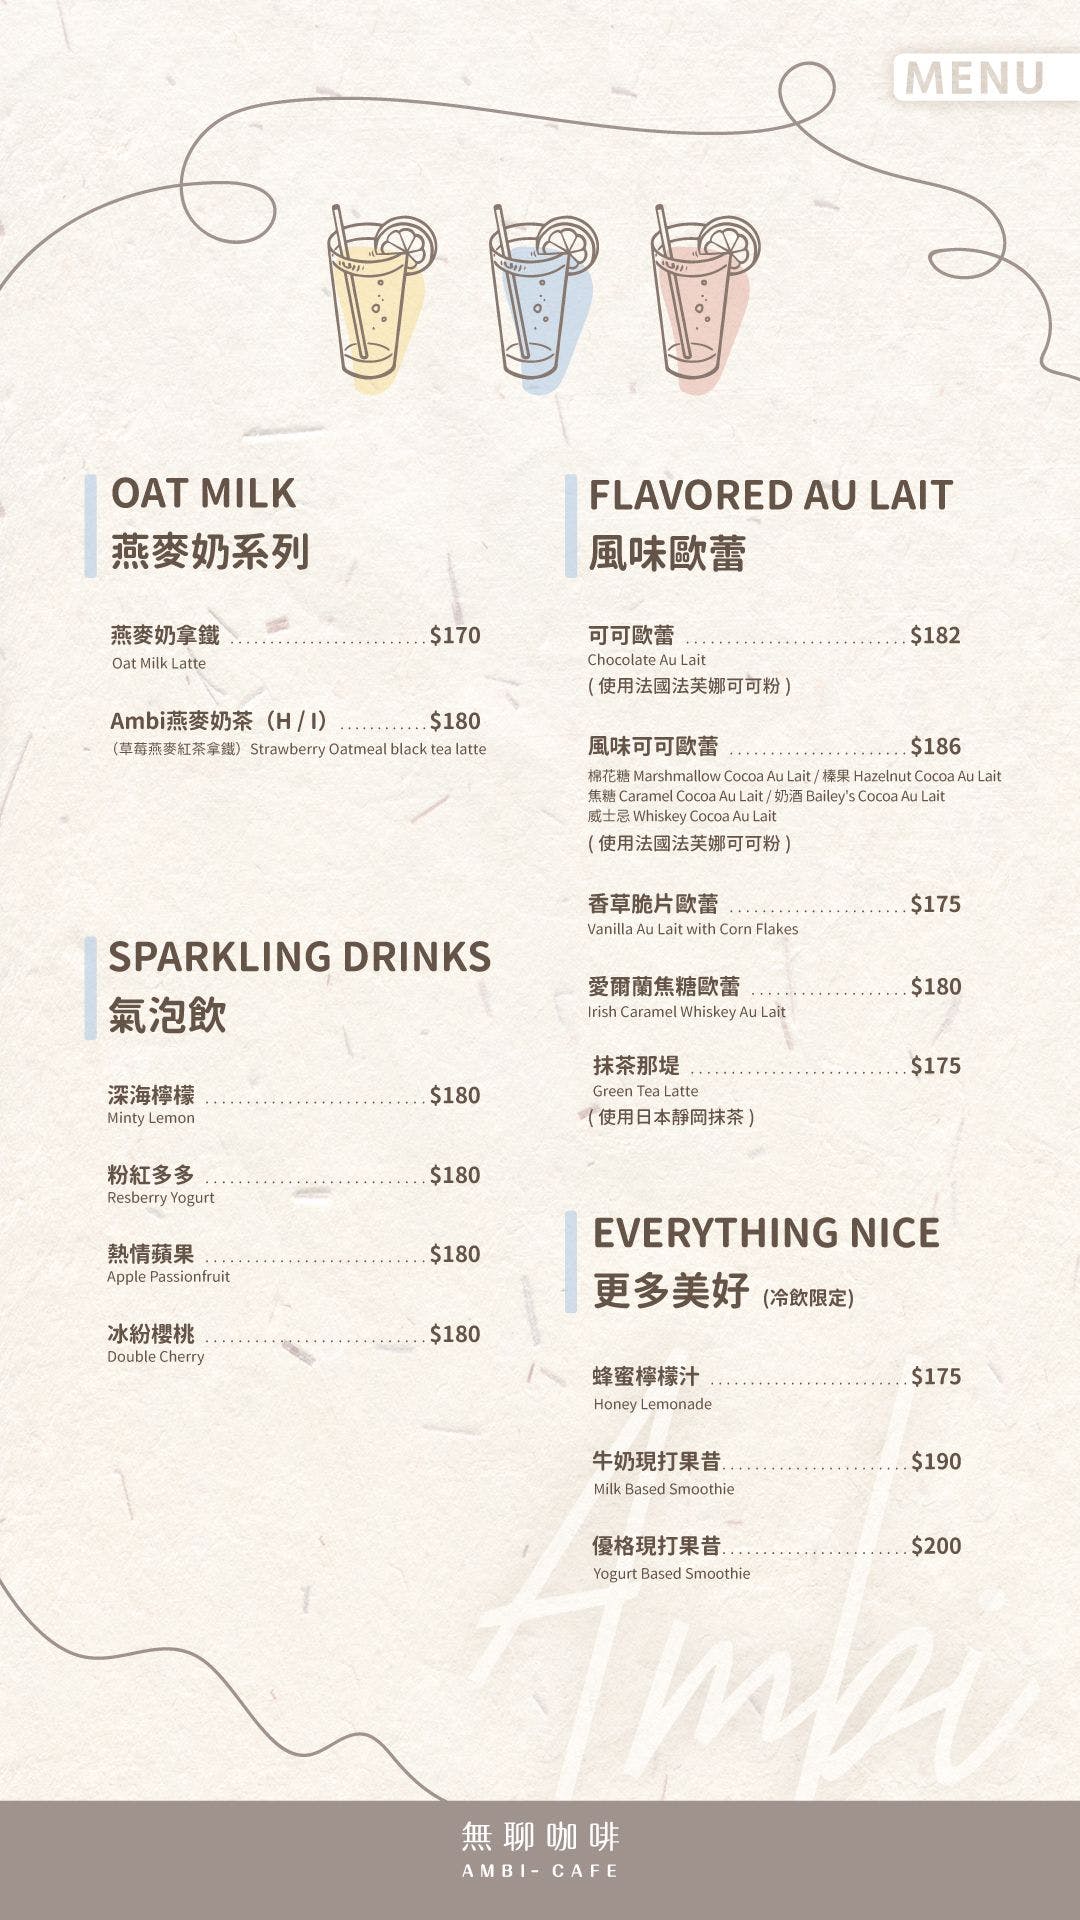 MENU
OAT MILK
燕麥奶系列
燕麥奶拿鐵 ........................ $170
Oat Milk Latte
Ambi燕麥奶茶（H / I） ............ $180
（草莓燕麥紅茶拿鐵）Strawberry Oatmeal black tea latte
SPARKLING DRINKS
氣泡飲
深海檸檬 ........................... $180
Minty Lemon
粉紅多多 ........................... $180
Resberry Yogurt
熱情蘋果 ........................... $180
Apple Passionfruit
冰紛櫻桃 ........................... $180
Double Cherry
FLAVORED AU LAIT
風味歐蕾
可可歐蕾 ........................... $182
Chocolate Au Lait
( 使用法國法芙娜可可粉 )
風味可可歐蕾 ...................... $186
棉花糖 Marshmallow Cocoa Au Lait / 榛果 Hazelnut Cocoa Au Lait
焦糖 Caramel Cocoa Au Lait / 奶酒 Bailey's Cocoa Au Lait
威士忌 Whiskey Cocoa Au Lait
( 使用法國法芙娜可可粉 )
香草脆片歐蕾 ...................... $175
Vanilla Au Lait with Corn Flakes
愛爾蘭焦糖歐蕾 ................... $180
Irish Caramel Whiskey Au Lait
抹茶那堤 .......................... $175
Green Tea Latte
( 使用日本靜岡抹茶 )
EVERYTHING NICE
更多美好 (冷飲限定)
蜂蜜檸檬汁 ........................ $175
Honey Lemonade
牛奶現打果昔....................... $190
Milk Based Smoothie
優格現打果昔....................... $200
Yogurt Based Smoothie
Ambi
無聊咖啡
AMBI- CAFE